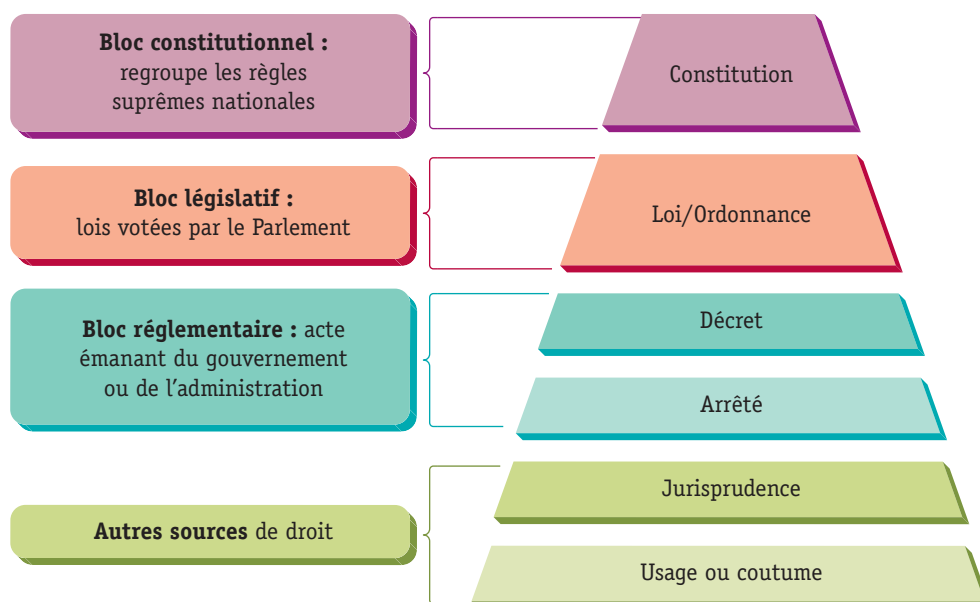 Bloc constitutionnel :
regroupe les règles
suprêmes nationales
Constitution
Bloc législatif :
lois votées par le Parlement
Loi/Ordonnance
Bloc réglementaire : acte
émanant du gouvernement
ou de l'administration
Décret
Arrêté
Autres sources de droit
Jurisprudence
Usage ou coutume